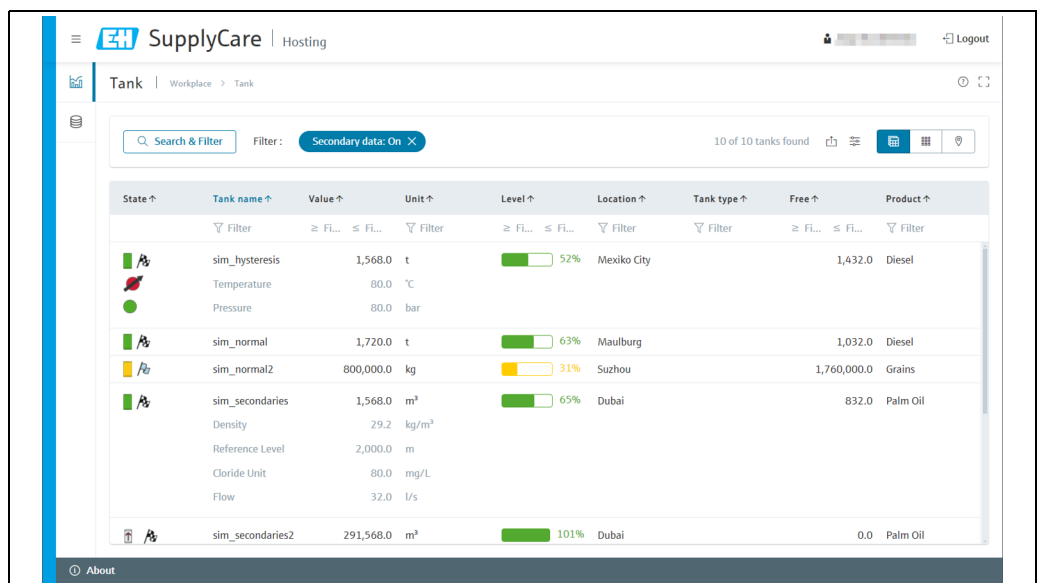 EH SupplyCare Hosting Logout
Tank Workplace > Tank
Search & Filter Filter : Secondary data: On × 10 of 10 tanks found
State Tank name Value Unit Level Location Tank type Free Product
Filter ≥ Fi... ≤ Fi... Filter ≥ Fi... ≤ Fi... Filter Filter ≥ Fi... ≤ Fi... Filter
sim_hysteresis 1,568.0 t 52% Mexiko City 1,432.0 Diesel
Temperature 80.0 °C
Pressure 80.0 bar
sim_normal 1,720.0 t 63% Maulburg 1,032.0 Diesel
sim_normal2 800,000.0 kg 31% Suzhou 1,760,000.0 Grains
sim_secondaries 1,568.0 m³ 65% Dubai 832.0 Palm Oil
Density 29.2 kg/m³
Reference Level 2,000.0 m
Cloride Unit 80.0 mg/L
Flow 32.0 l/s
sim_secondaries2 291,568.0 m³ 101% Dubai 0.0 Palm Oil
About